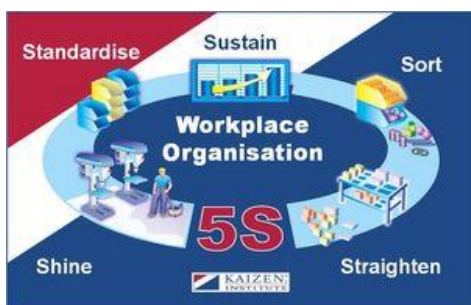 Standardise
Sustain
Sort
Workplace
Organisation
5S
Shine
Straighten
KAIZEN
INSTITUTE